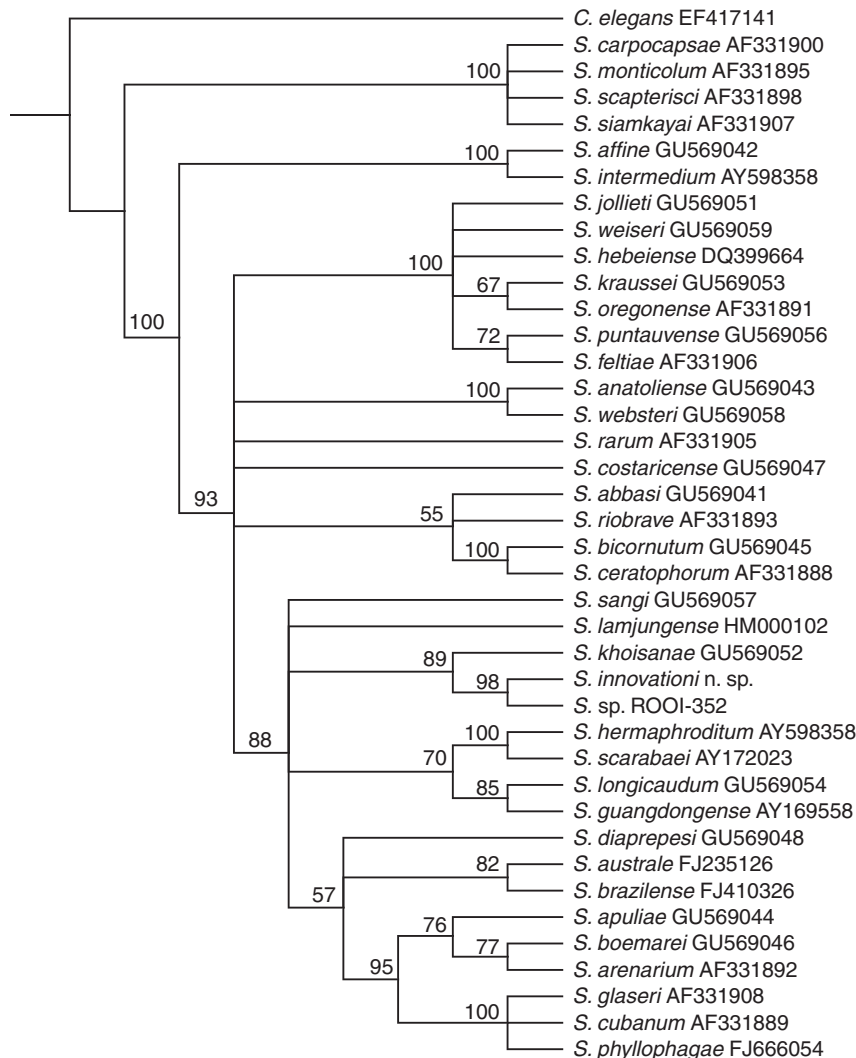 C. elegans EF417141
S. carpocapsae AF331900
100
S. monticolum AF331895
S. scapterisci AF331898
S. siamkayai AF331907
S. affine GU569042
100
S. intermedium AY598358
S. jollieti GU569051
S. weiseri GU569059
S. hebeiense DQ399664
100
S. kraussei GU569053
67
S. oregonense AF331891
100
S. puntauvense GU569056
72
S. feltiae AF331906
S. anatoliense GU569043
100
S. websteri GU569058
S. rarum AF331905
S. costaricense GU569047
S. abbasi GU569041
93
S. riobrave AF331893
55
S. bicornutum GU569045
100
S. ceratophorum AF331888
S. sangi GU569057
S. lamjungense HM000102
S. khoisanae GU569052
89
S. innovationi n. sp.
98
S. sp. ROOI-352
S. hermaphroditum AY598358
100
88
S. scarabaei AY172023
70
S. longicaudum GU569054
85
S. guangdongense AY169558
S. diaprepesi GU569048
S. australe FJ235126
82
S. brazilense FJ410326
57
S. apuliae GU569044
76
S. boemarei GU569046
77
S. arenarium AF331892
95
S. glaseri AF331908
100
S. cubanum AF331889
S. phyllophagae FJ666054